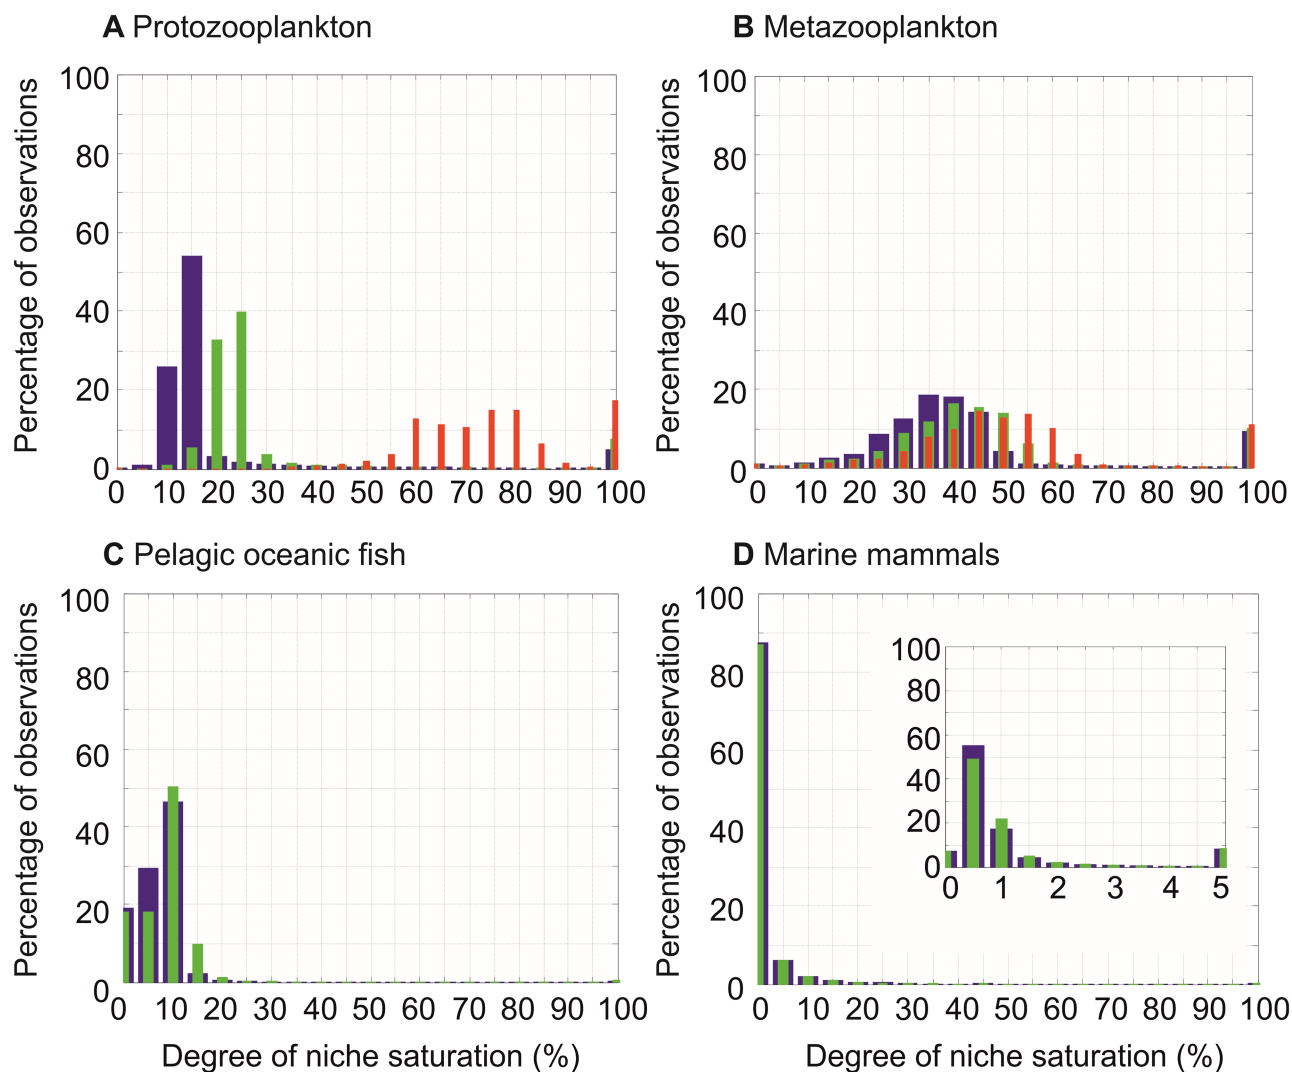 A Protozooplankton
Percentage of observations
100
80
60
40
20
0
0 10 20 30 40 50 60 70 80 90 100
B Metazooplankton
Percentage of observations
100
80
60
40
20
0
0 10 20 30 40 50 60 70 80 90 100
C Pelagic oceanic fish
Percentage of observations
100
80
60
40
20
0
0 10 20 30 40 50 60 70 80 90 100
Degree of niche saturation (%)
D Marine mammals
Percentage of observations
100
80
60
40
20
0
100
80
60
40
20
0
0 1 2 3 4 5
0 10 20 30 40 50 60 70 80 90 100
Degree of niche saturation (%)